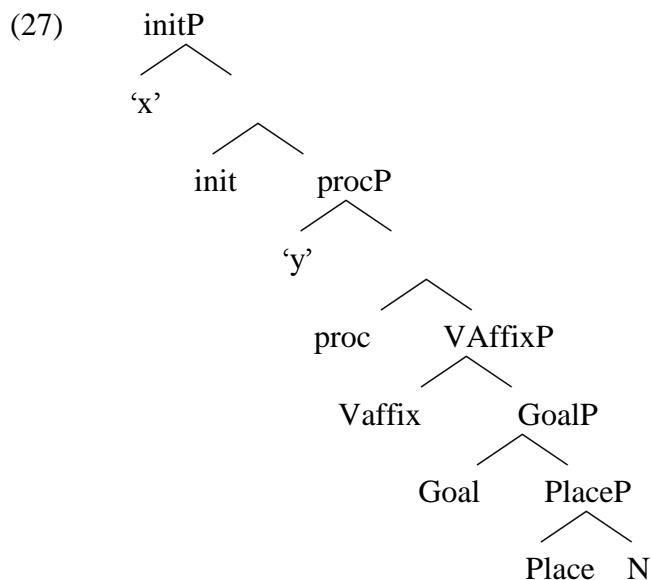 (27) initP
‘x’
init procP
‘y’
proc VAffixP
Vaffix GoalP
Goal PlaceP
Place N